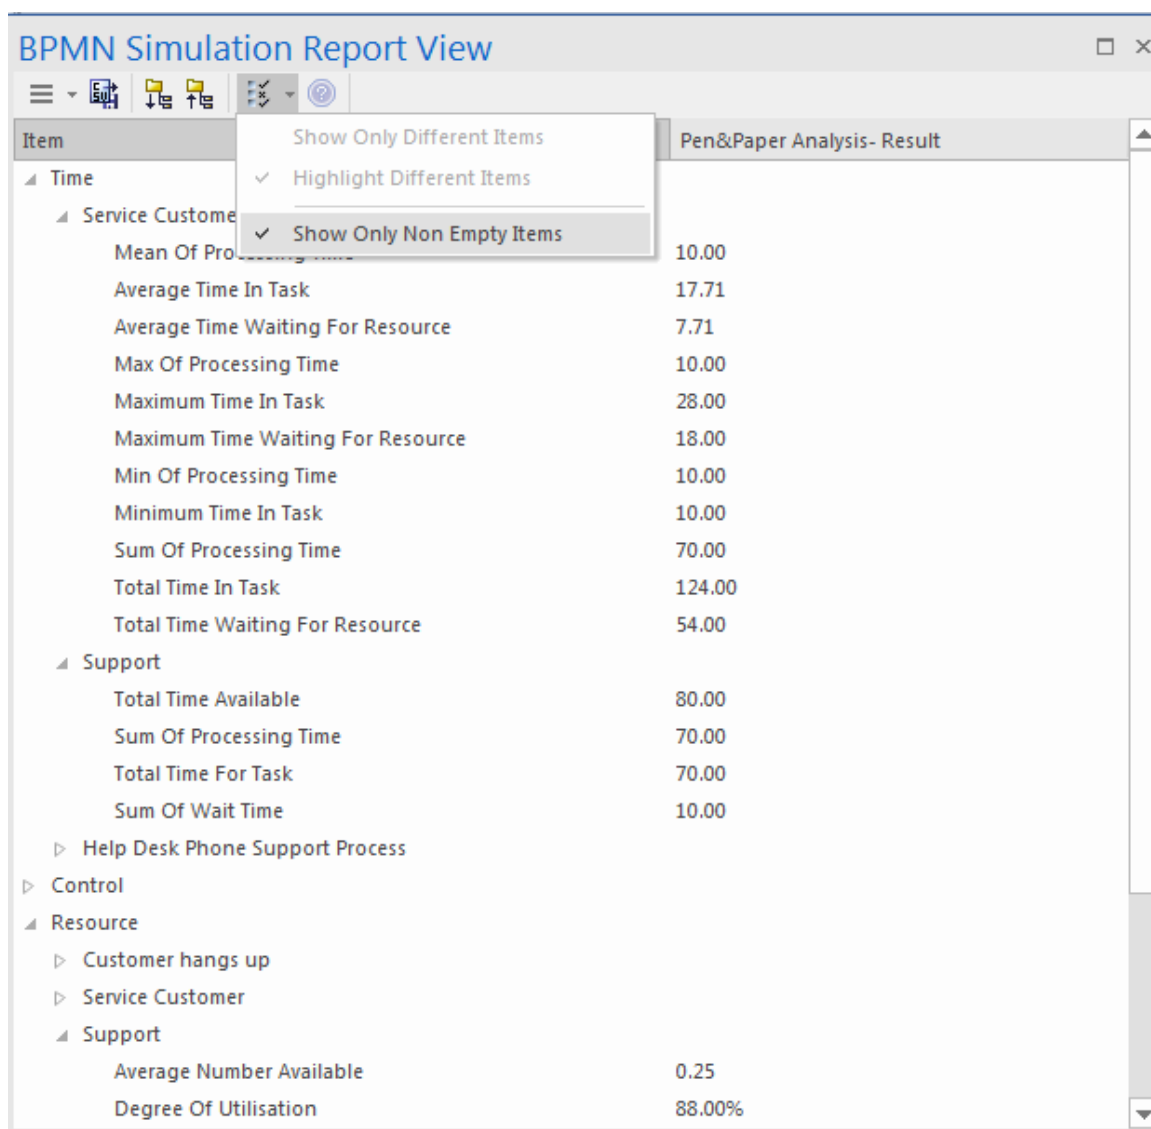 BPMN Simulation Report View
Item
Pen&Paper Analysis- Result
Show Only Different Items
Highlight Different Items
Show Only Non Empty Items
Time
Service Custome
Mean Of Processing Time 10.00
Average Time In Task 17.71
Average Time Waiting For Resource 7.71
Max Of Processing Time 10.00
Maximum Time In Task 28.00
Maximum Time Waiting For Resource 18.00
Min Of Processing Time 10.00
Minimum Time In Task 10.00
Sum Of Processing Time 70.00
Total Time In Task 124.00
Total Time Waiting For Resource 54.00
Support
Total Time Available 80.00
Sum Of Processing Time 70.00
Total Time For Task 70.00
Sum Of Wait Time 10.00
Help Desk Phone Support Process
Control
Resource
Customer hangs up
Service Customer
Support
Average Number Available 0.25
Degree Of Utilisation 88.00%